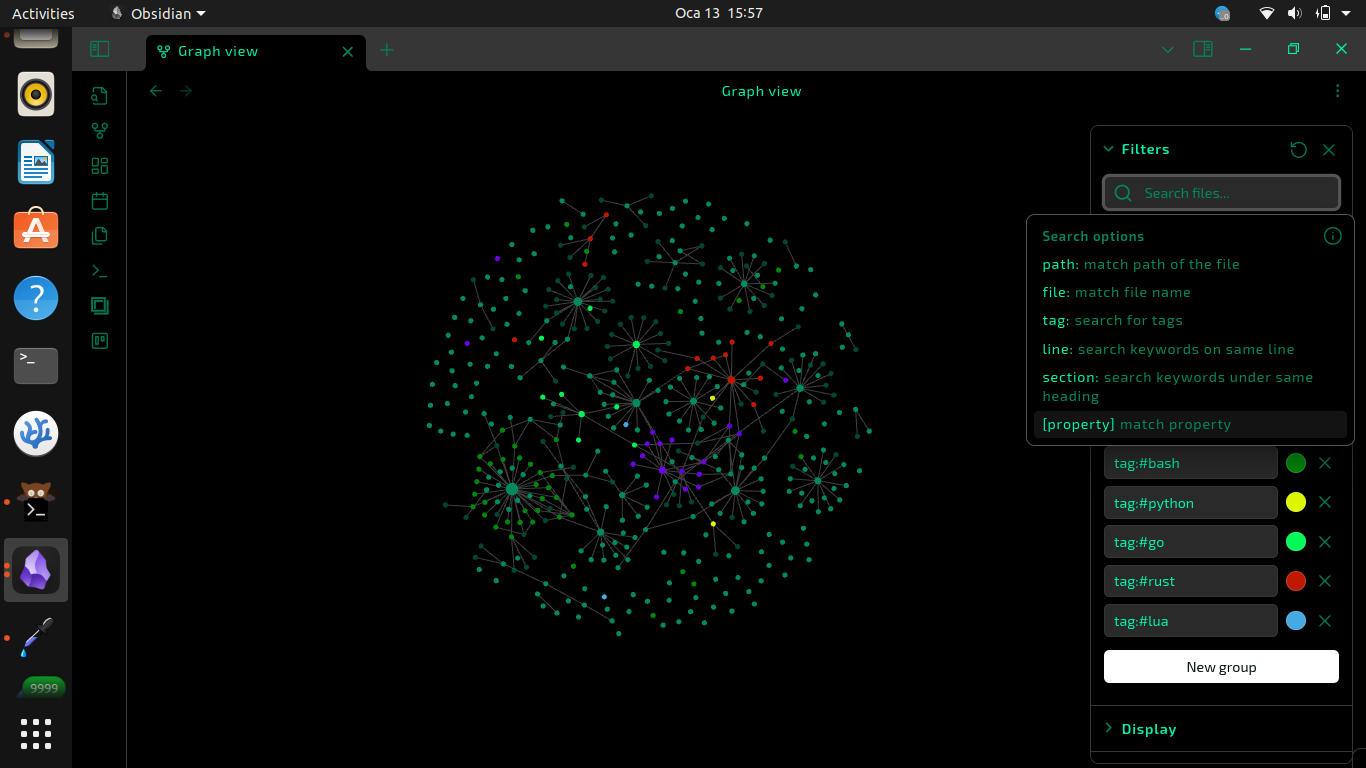 Activities
Obsidian
Oca 13 15:57
Graph view
Graph view
Filters
Search files...
Search options
path: match path of the file
file: match file name
tag: search for tags
line: search keywords on same line
section: search keywords under same
heading
[property] match property
tag:#bash
tag:#python
tag:#go
tag:#rust
tag:#lua
New group
Display
>_
?
>_
>_
9999